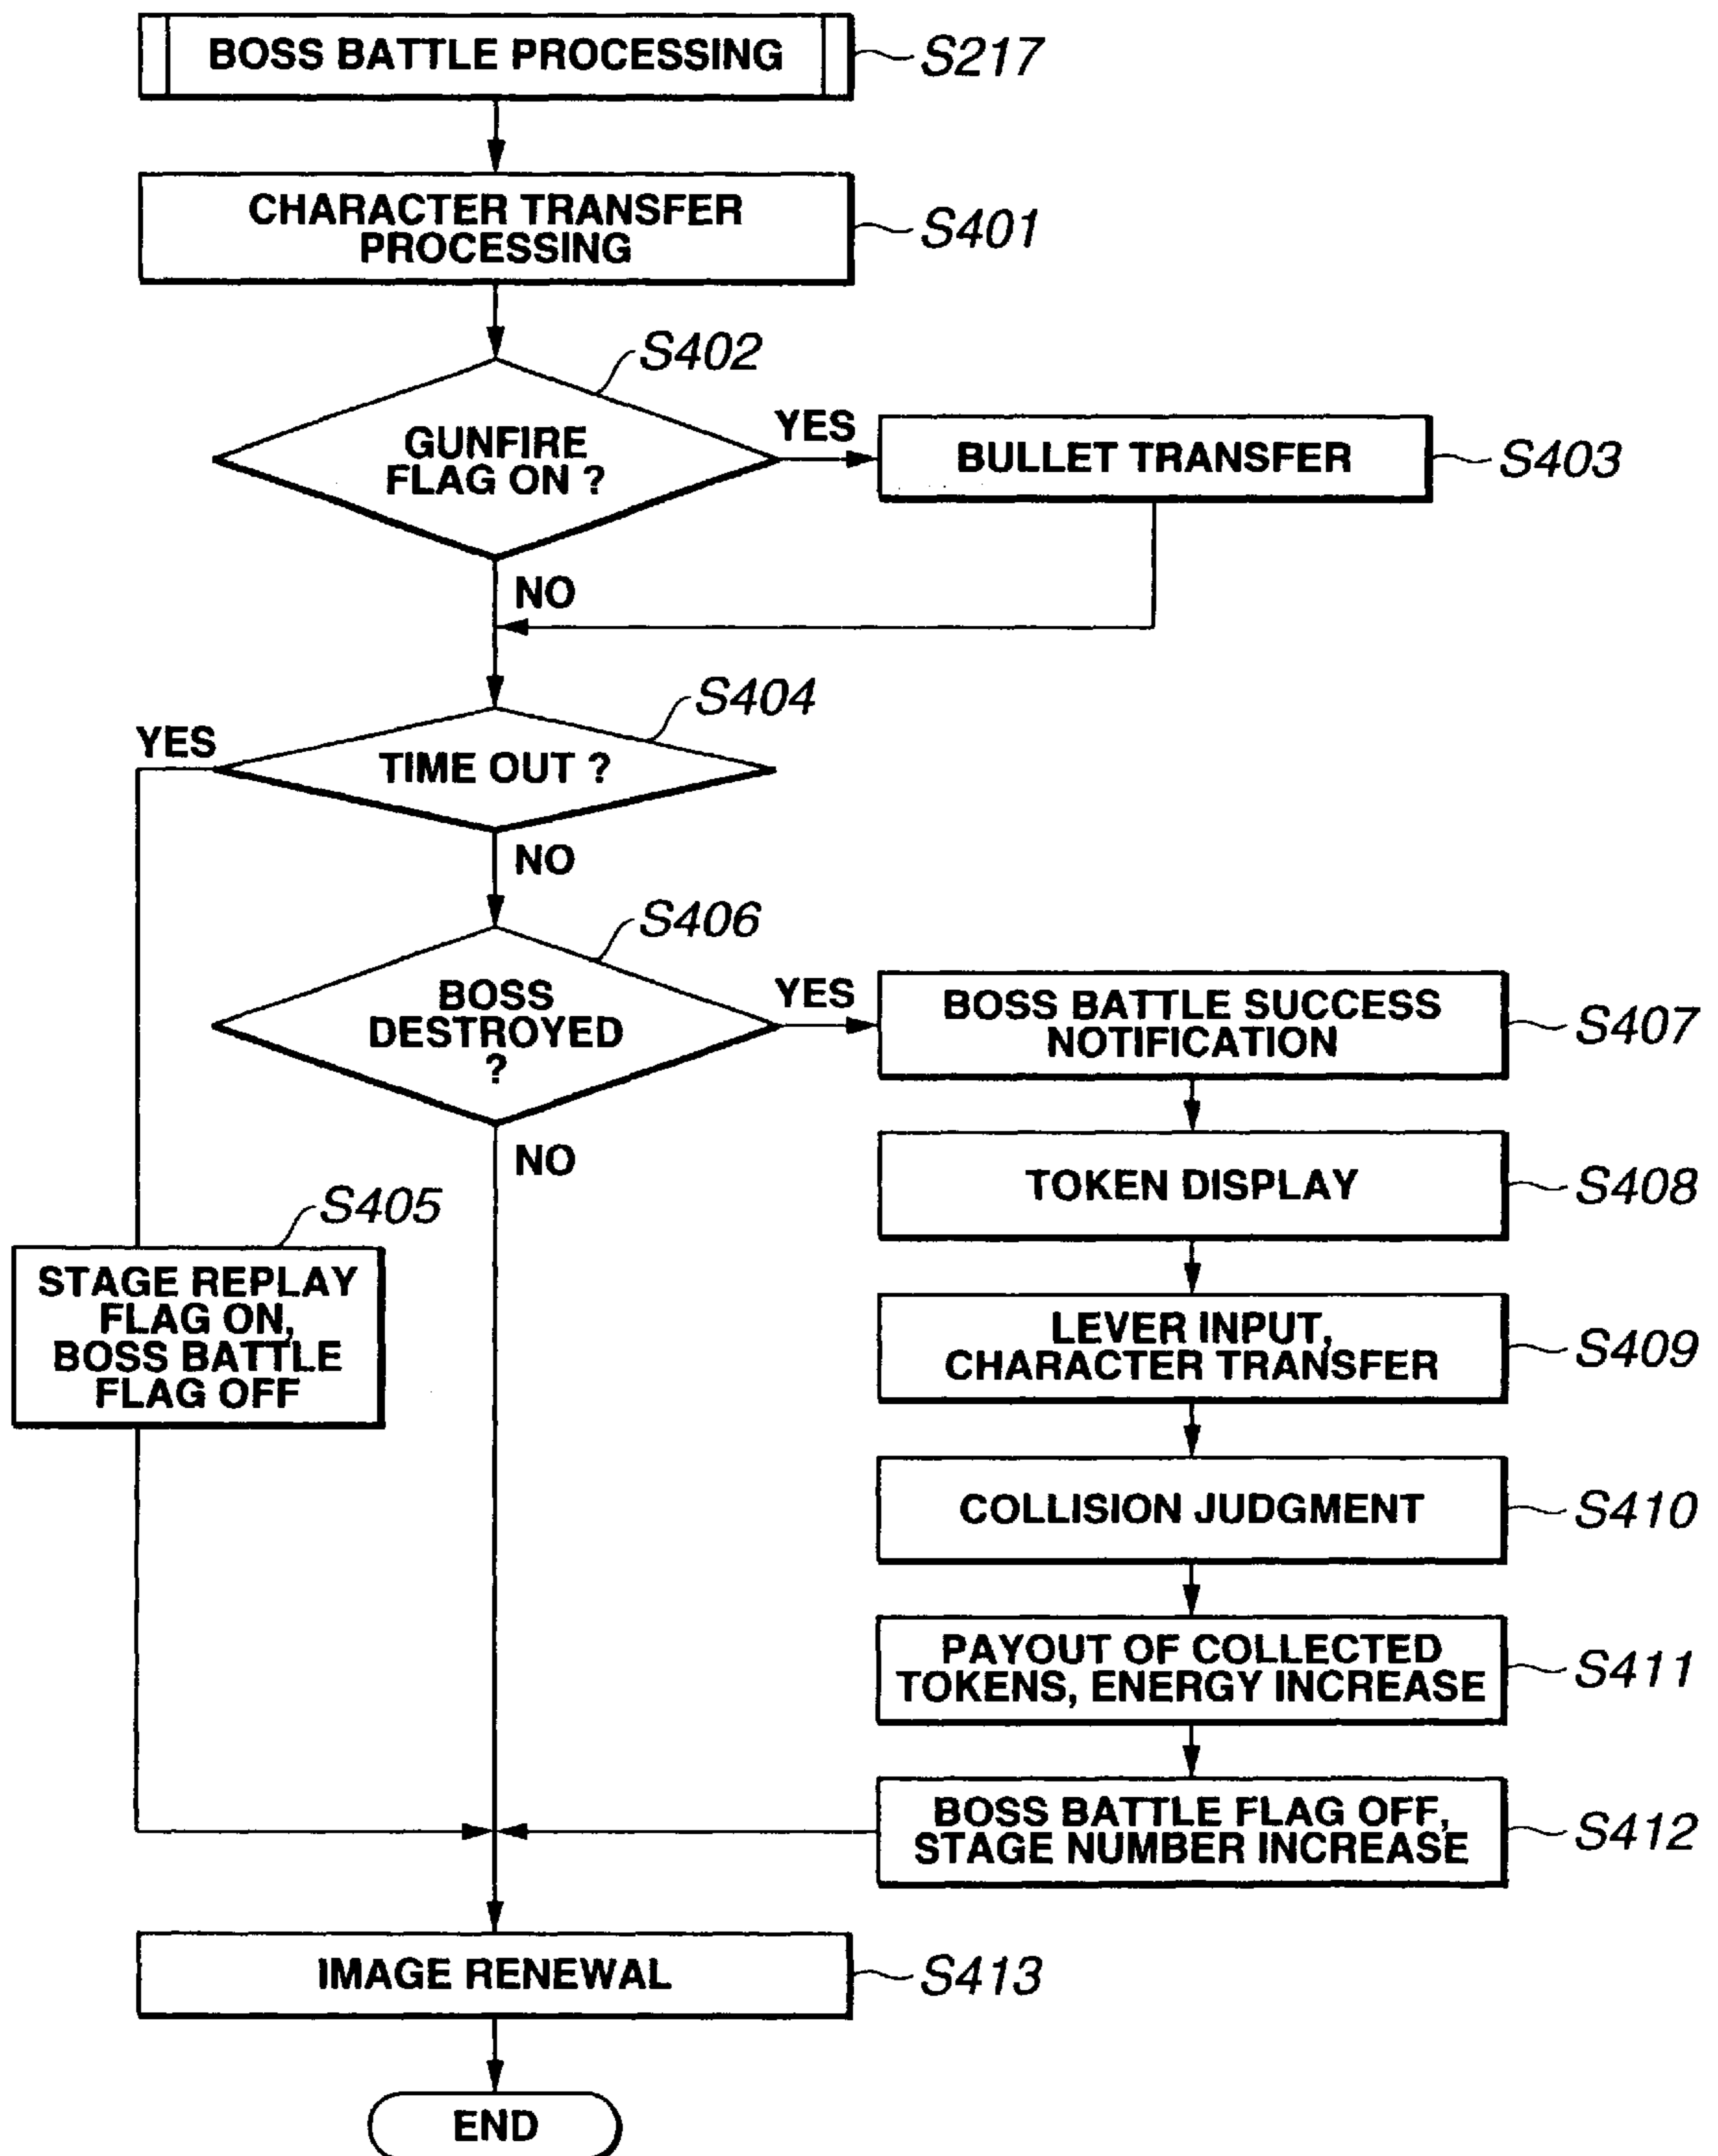 BOSS BATTLE PROCESSING
S217
CHARACTER TRANSFER
PROCESSING
S401
S402
GUNFIRE
FLAG ON ?
YES
BULLET TRANSFER
S403
NO
S404
YES
TIME OUT ?
NO
S406
BOSS
DESTROYED
?
YES
BOSS BATTLE SUCCESS
NOTIFICATION
S407
NO
TOKEN DISPLAY
S408
S405
STAGE REPLAY
FLAG ON,
BOSS BATTLE
FLAG OFF
LEVER INPUT,
CHARACTER TRANSFER
S409
COLLISION JUDGMENT
S410
PAYOUT OF COLLECTED
TOKENS, ENERGY INCREASE
S411
BOSS BATTLE FLAG OFF,
STAGE NUMBER INCREASE
S412
IMAGE RENEWAL
S413
END